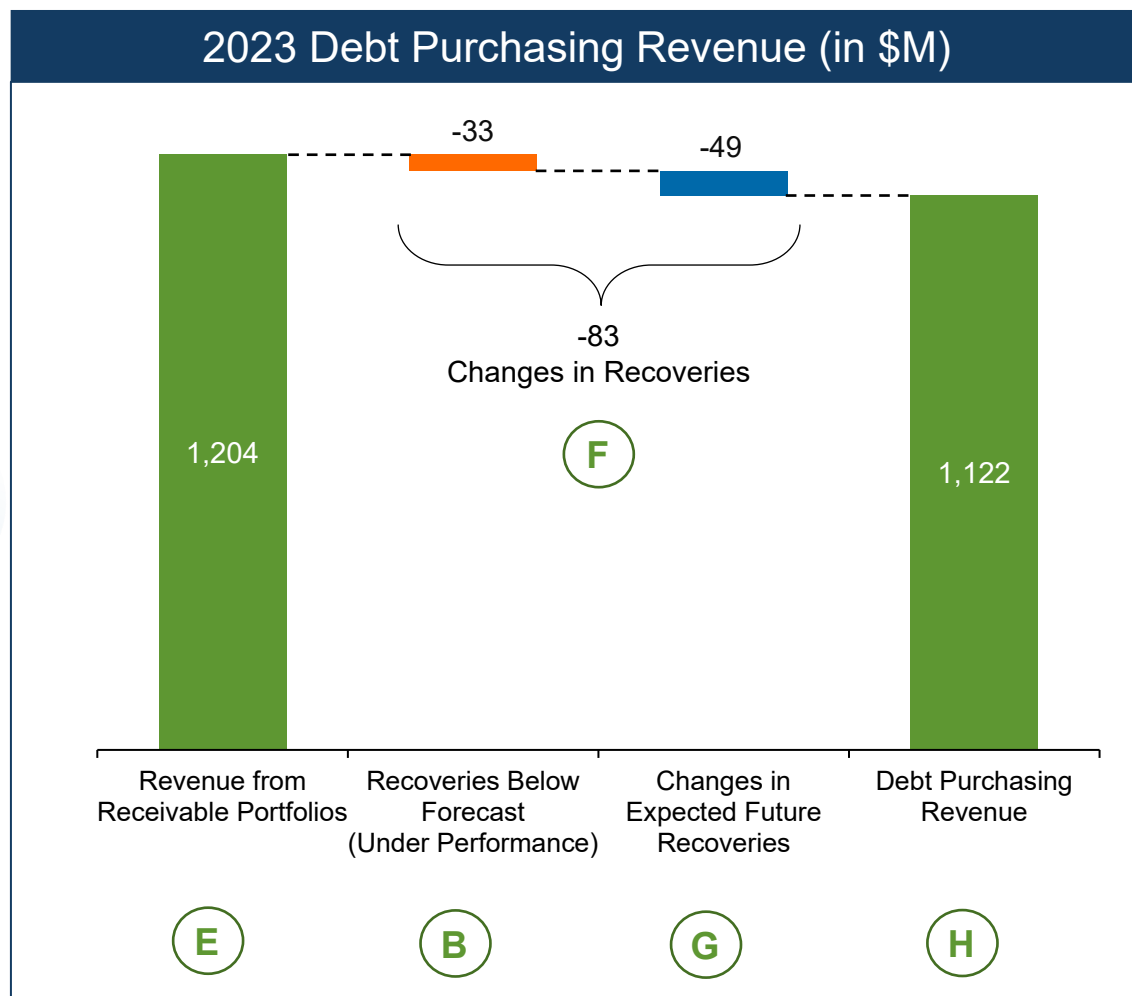 2023 Debt Purchasing Revenue (in $M)
-33
-49
-83
Changes in Recoveries
F
1,204
1,122
Revenue from
Receivable Portfolios
Recoveries Below
Forecast
(Under Performance)
Changes in
Expected Future
Recoveries
Debt Purchasing
Revenue
E
B
G
H